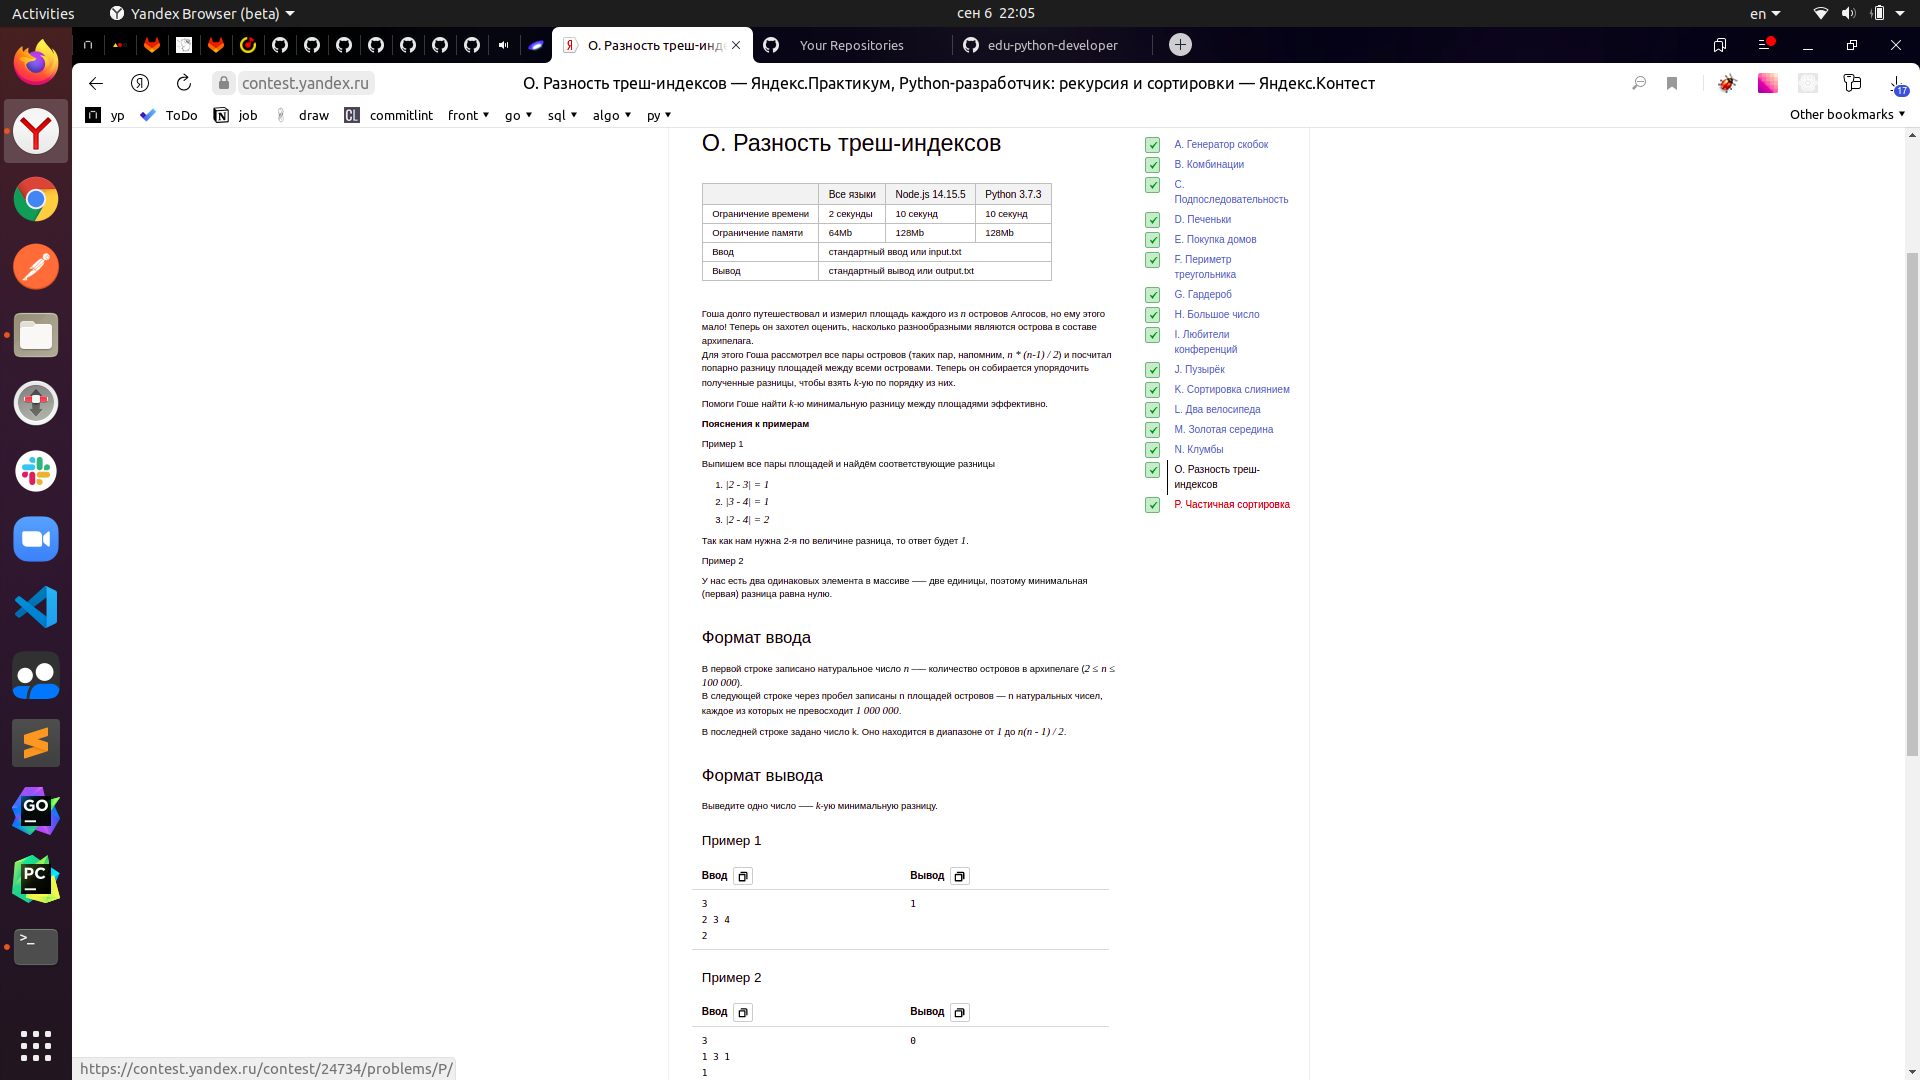 Activities
Yandex Browser (beta)
сен 6 22:05
en
О. Разность треш-инд
Your Repositories
edu-python-developer
contest.yandex.ru
О. Разность треш-индексов — Яндекс.Практикум, Python-разработчик: рекурсия и сортировки — Яндекс.Контест
17
yp
ToDo
job
draw
CL
commitlint
front
go
sql
algo
py
Other bookmarks
O. Разность треш-индексов
Все языки Node.js 14.15.5 Python 3.7.3
Ограничение времени 2 секунды 10 секунд 10 секунд
Ограничение памяти 64Mb 128Mb 128Mb
Ввод стандартный ввод или input.txt
Вывод стандартный вывод или output.txt
Гоша долго путешествовал и измерил площадь каждого из n островов Алгосов, но ему этого
мало! Теперь он захотел оценить, насколько разнообразными являются острова в составе
архипелага.
Для этого Гоша рассмотрел все пары островов (таких пар, напомним, n * (n-1) / 2) и посчитал
попарно разницу площадей между всеми островами. Теперь он собирается упорядочить
полученные разницы, чтобы взять k-ую по порядку из них.
Помоги Гоше найти k-ю минимальную разницу между площадями эффективно.
Пояснения к примерам
Пример 1
Выпишем все пары площадей и найдём соответствующие разницы
1. |2 - 3| = 1
2. |3 - 4| = 1
3. |2 - 4| = 2
Так как нам нужна 2-я по величине разница, то ответ будет 1.
Пример 2
У нас есть два одинаковых элемента в массиве —– две единицы, поэтому минимальная
(первая) разница равна нулю.
Формат ввода
В первой строке записано натуральное число n —– количество островов в архипелаге (2 ≤ n ≤
100 000).
В следующей строке через пробел записаны n площадей островов — n натуральных чисел,
каждое из которых не превосходит 1 000 000.
В последней строке задано число k. Оно находится в диапазоне от 1 до n(n - 1) / 2.
Формат вывода
Выведите одно число —– k-ую минимальную разницу.
Пример 1
Ввод Вывод
3 1
2 3 4
2
Пример 2
Ввод Вывод
3 0
1 3 1
1
A. Генератор скобок
B. Комбинации
C.
Подпоследовательность
D. Печеньки
E. Покупка домов
F. Периметр
треугольника
G. Гардероб
H. Большое число
I. Любители
конференций
J. Пузырёк
K. Сортировка слиянием
L. Два велосипеда
M. Золотая середина
N. Клумбы
O. Разность треш-
индексов
P. Частичная сортировка
GO
PC
>_
https://contest.yandex.ru/contest/24734/problems/P/